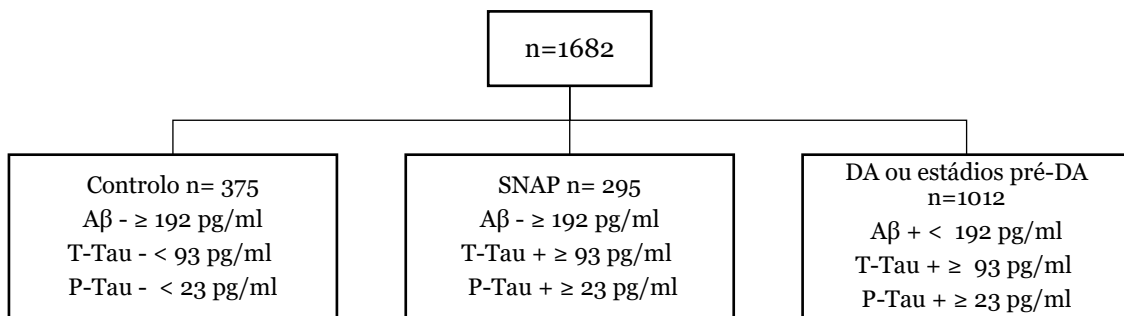 n=1682
Controlo n= 375
Aβ - ≥ 192 pg/ml
T-Tau - < 93 pg/ml
P-Tau - < 23 pg/ml
SNAP n= 295
Aβ - ≥ 192 pg/ml
T-Tau + ≥ 93 pg/ml
P-Tau + ≥ 23 pg/ml
DA ou estádios pré-DA
n=1012
Aβ + < 192 pg/ml
T-Tau + ≥ 93 pg/ml
P-Tau + ≥ 23 pg/ml